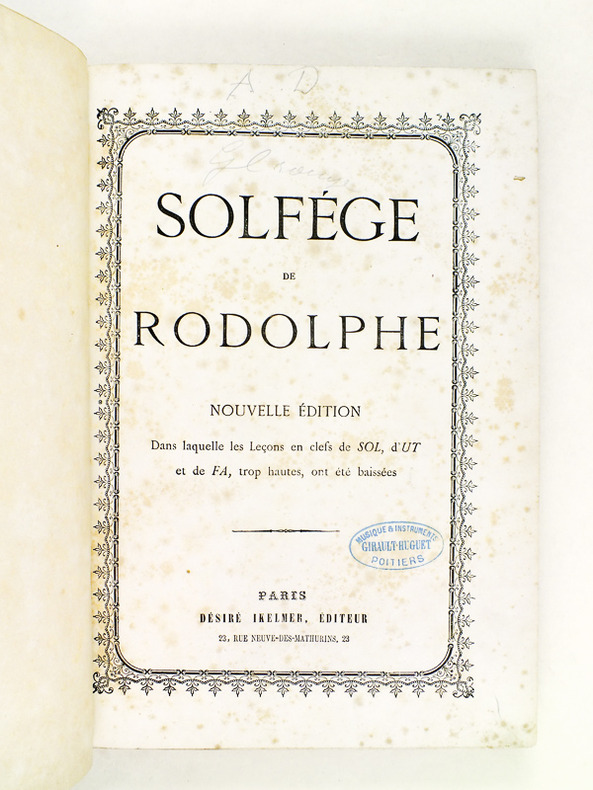 A D
SOLFÉGE
DE
RODOLPHE
NOUVELLE ÉDITION
Dans laquelle les Leçons en clefs de SOL, d'UT
et de FA, trop hautes, ont été baissées
MUSIQUE & INSTRUMENTS
GIRAULT-HUGUET
POITIERS
PARIS
DÉSIRÉ IKELMER, ÉDITEUR
23, RUE NEUVE-DES-MATHURINS, 23